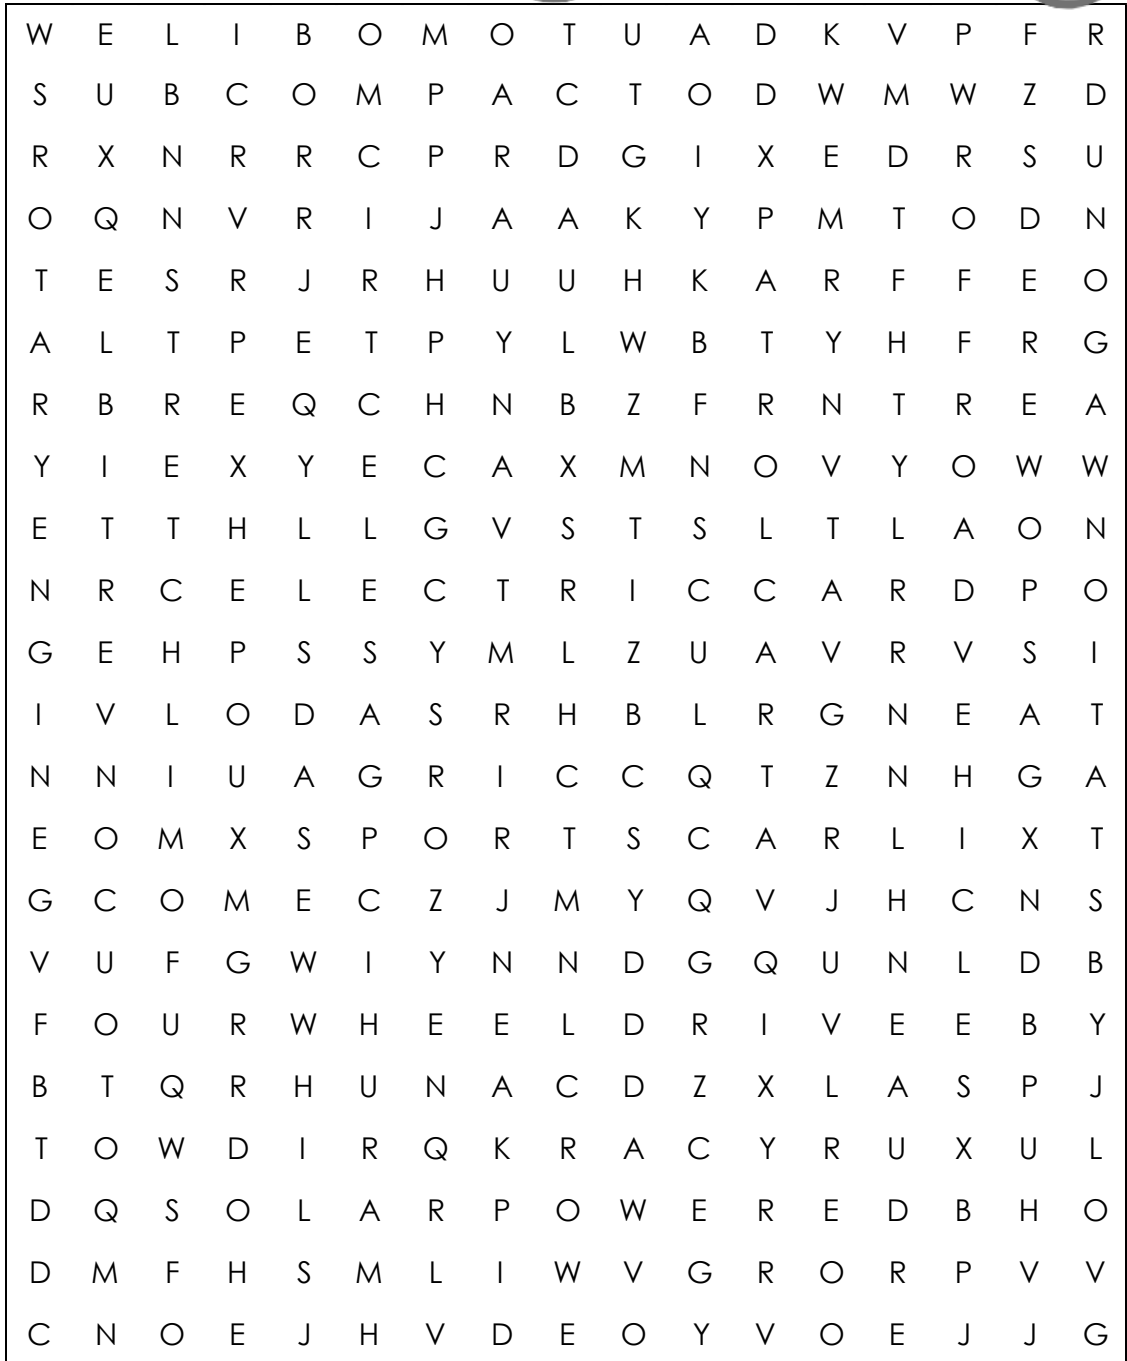 W E L I B O M O T U A D K V P F R
S U B C O M P A C T O D W M W Z D
R X N R R C P R D G I X E D R S U
O Q N V R I J A A K Y P M T O D N
T E S R J R H U U H K A R F F E O
A L T P E T P Y L W B T Y H F R G
R B R E Q C H N B Z F R N T R E A
Y I E X Y E C A X M N O V Y O W W
E T T H L L G V S T S L T L A O N
N R C E L E C T R I C C A R D P O
G E H P S S Y M L Z U A V R V S I
I V L O D A S R H B L R G N E A T
N N I U A G R I C C Q T Z N H G A
E O M X S P O R T S C A R L I X T
G C O M E C Z J M Y Q V J H C N S
V U F G W I Y N N D G Q U N L D B
F O U R W H E E L D R I V E E B Y
B T Q R H U N A C D Z X L A S P J
T O W D I R Q K R A C Y R U X U L
D Q S O L A R P O W E R E D B H O
D M F H S M L I W V G R O R P V V
C N O E J H V D E O Y V O E J J G